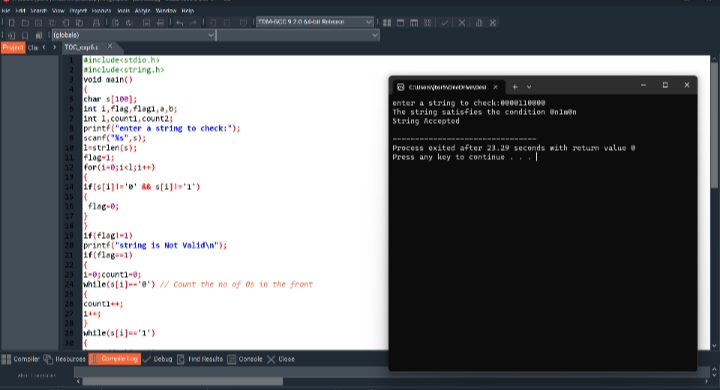 File Edit Search View Project Execute Tools AStyle Window Help
TDM-GCC 9.2.0 64-bit Release
(globals)
Project Cla
TOC_exp6.c
1 #include<stdio.h>
2 #include<string.h>
3 void main()
4 {
5 char s[100];
6 int i,flag,flag1,a,b;
7 int l,count1,count2;
8 printf("enter a string to check:");
9 scanf("%s",s);
10 l=strlen(s);
11 flag=1;
12 for(i=0;i<l;i++)
13 {
14 if(s[i]!='0' && s[i]!='1')
15 {
16 flag=0;
17 }
18 }
19 if(flag!=1)
20 printf("string is Not Valid\n");
21 if(flag==1)
22 {
23 i=0;count1=0;
24 while(s[i]=='0') // Count the no of 0s in the front
25 {
26 count1++;
27 i++;
28 }
29 while(s[i]=='1')
30 {
enter a string to check:0000110000
The string satisfies the condition 0n1m0n
String Accepted
--------------------------------
Process exited after 23.29 seconds with return value 0
Press any key to continue . . .
Compiler Resources Compile Log Debug Find Results Console Close